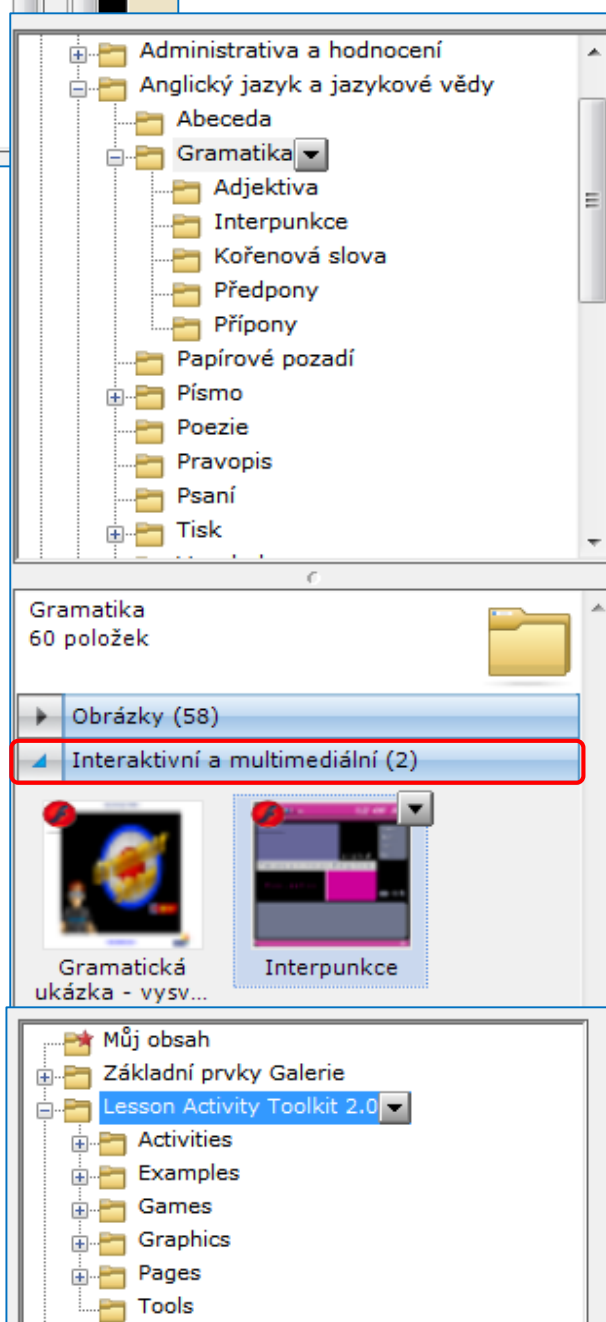 Administrativa a hodnocení
Anglický jazyk a jazykové vědy
Abeceda
Gramatika
Adjektiva
Interpunkce
Kořenová slova
Předpony
Přípony
Papírové pozadí
Písmo
Poezie
Pravopis
Psaní
Tisk
Gramatika
60 položek
Obrázky (58)
Interaktivní a multimediální (2)
Gramatická
ukázka - vysv...
Interpunkce
Můj obsah
Základní prvky Galerie
Lesson Activity Toolkit 2.0
Activities
Examples
Games
Graphics
Pages
Tools